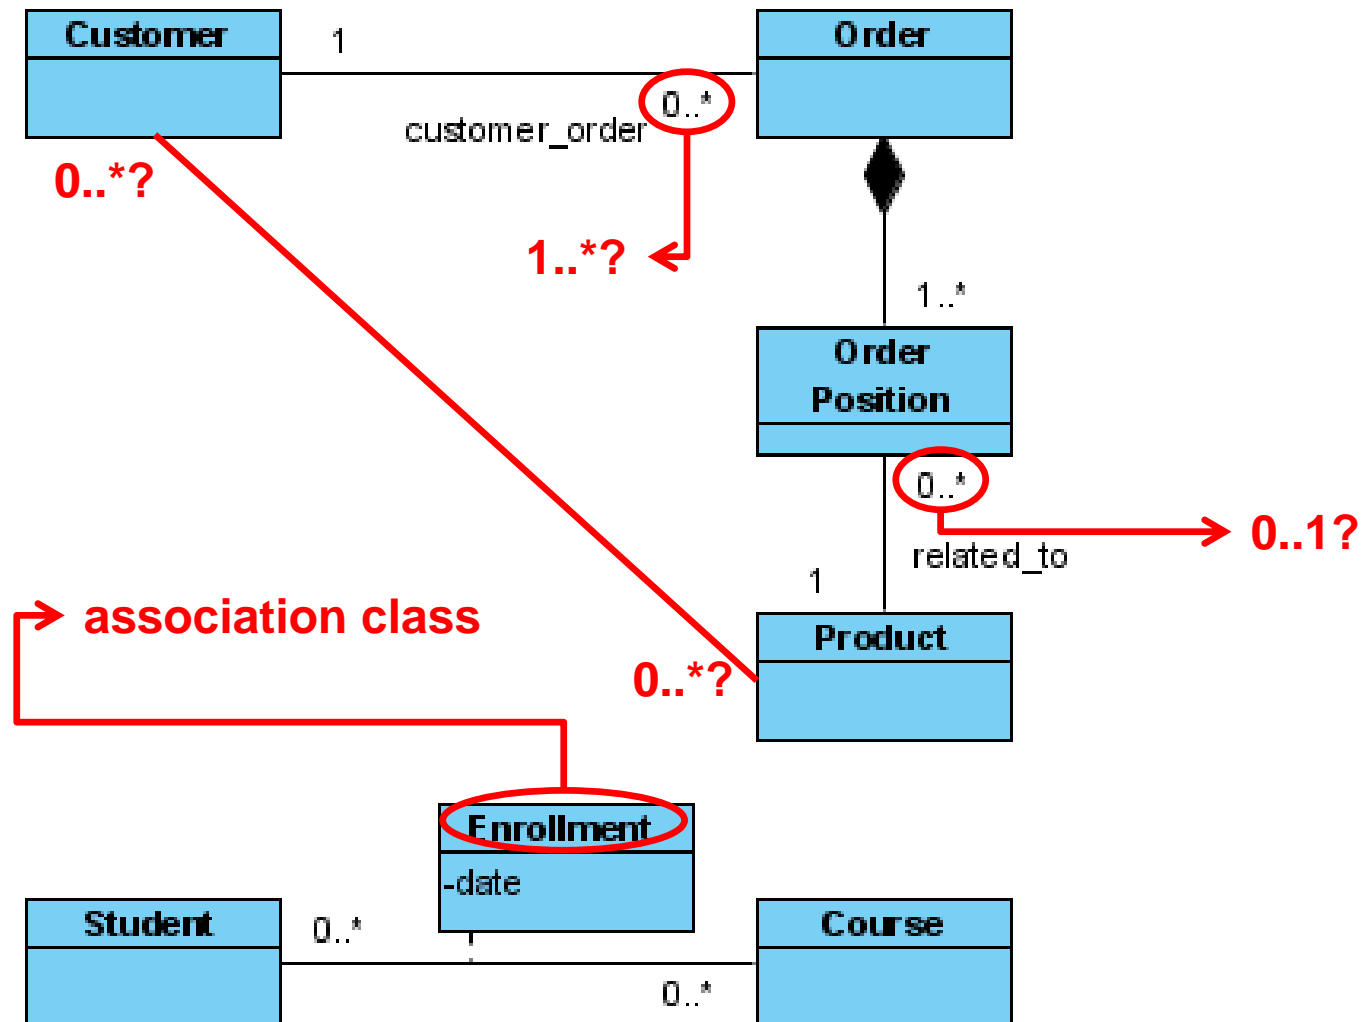 Customer
1
Order
0..*
customer_order
0..*?
1..*?
1..*
Order
Position
0..*
0..1?
related_to
1
association class
Product
0..*?
Enrollment
-date
Student
0..*
Course
0..*